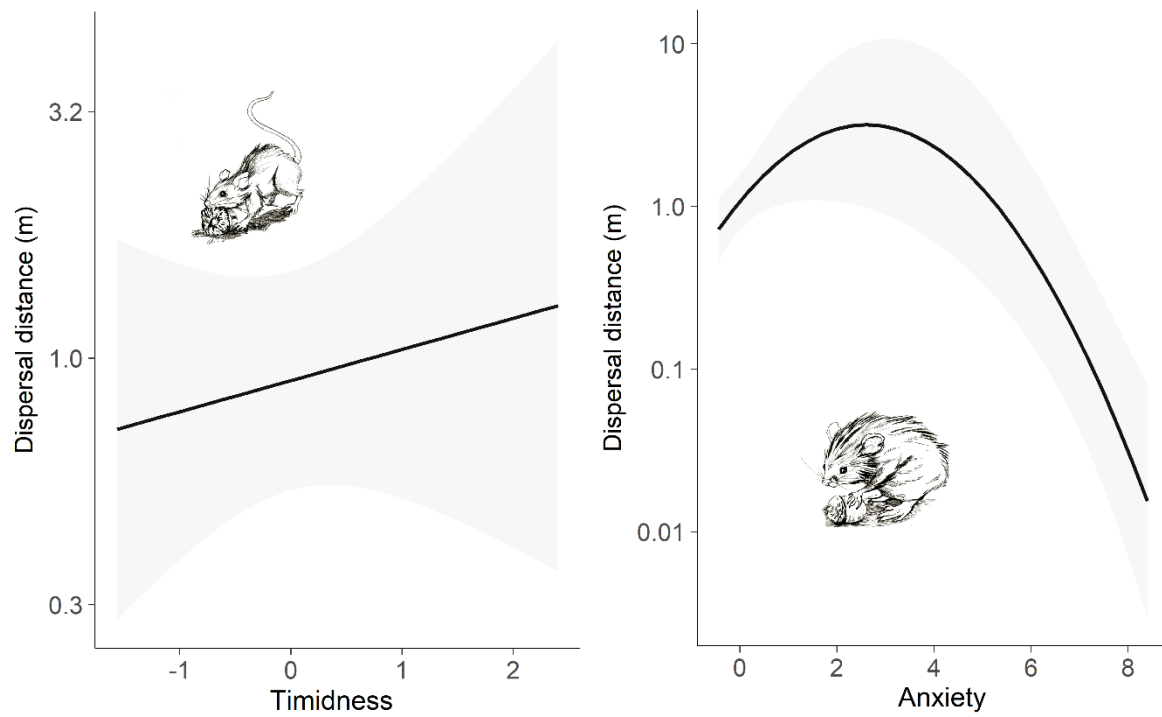 Dispersal distance (m)
3.2
1.0
0.3
-1 0 1 2
Timidness
Dispersal distance (m)
10
1.0
0.1
0.01
0 2 4 6 8
Anxiety